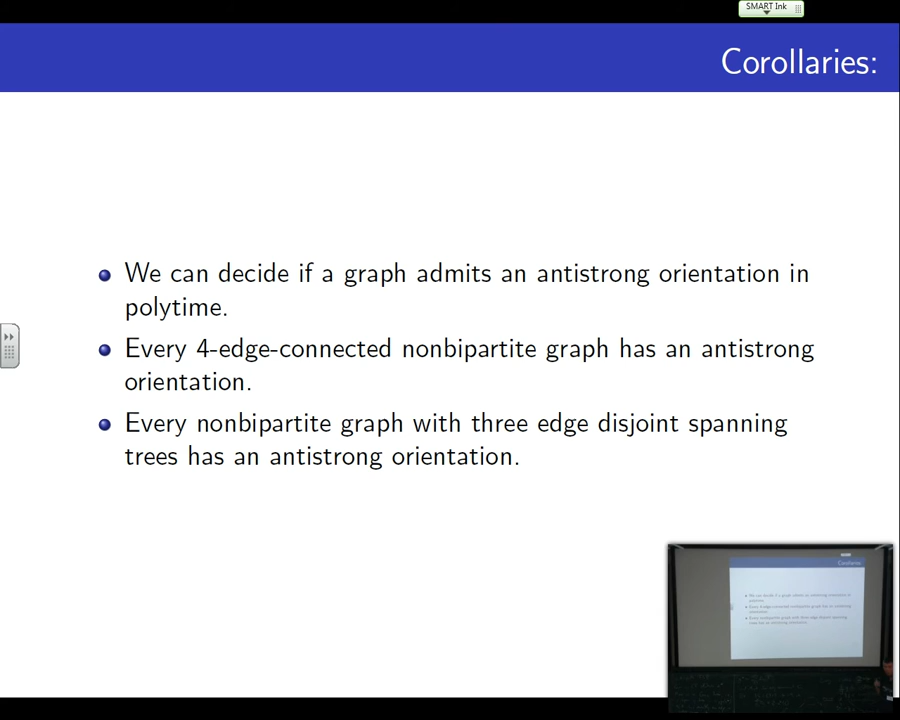 SMART Ink
Corollaries:
We can decide if a graph admits an antistrong orientation in
polytime.
Every 4-edge-connected nonbipartite graph has an antistrong
orientation.
Every nonbipartite graph with three edge disjoint spanning
trees has an antistrong orientation.
Corollaries: